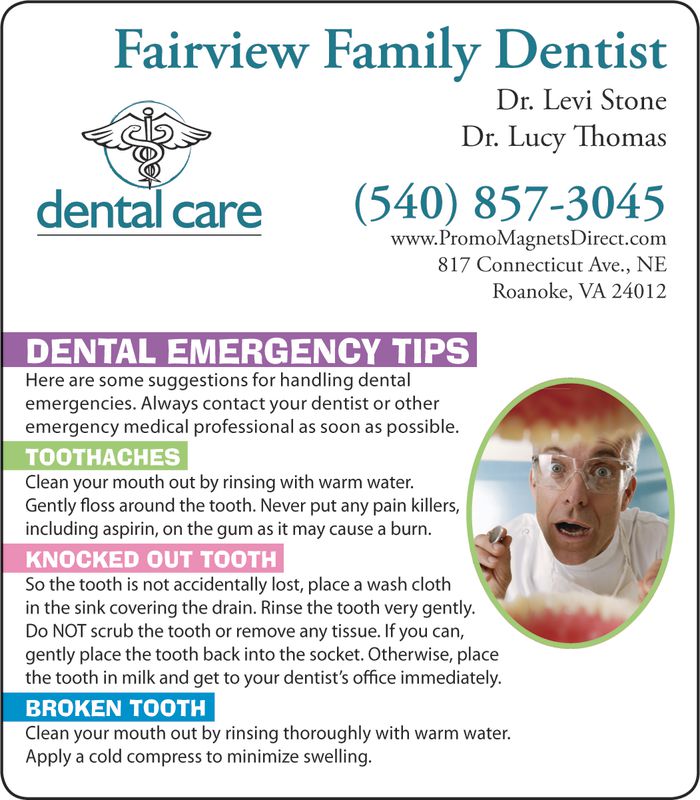 Fairview Family Dentist
Dr. Levi Stone
Dr. Lucy Thomas
dental care
(540) 857-3045
www.PromoMagnetsDirect.com
817 Connecticut Ave., NE
Roanoke, VA 24012
DENTAL EMERGENCY TIPS
Here are some suggestions for handling dental
emergencies. Always contact your dentist or other
emergency medical professional as soon as possible.
TOOTHACHES
Clean your mouth out by rinsing with warm water.
Gently floss around the tooth. Never put any pain killers,
including aspirin, on the gum as it may cause a burn.
KNOCKED OUT TOOTH
So the tooth is not accidentally lost, place a wash cloth
in the sink covering the drain. Rinse the tooth very gently.
Do NOT scrub the tooth or remove any tissue. If you can,
gently place the tooth back into the socket. Otherwise, place
the tooth in milk and get to your dentist's office immediately.
BROKEN TOOTH
Clean your mouth out by rinsing thoroughly with warm water.
Apply a cold compress to minimize swelling.